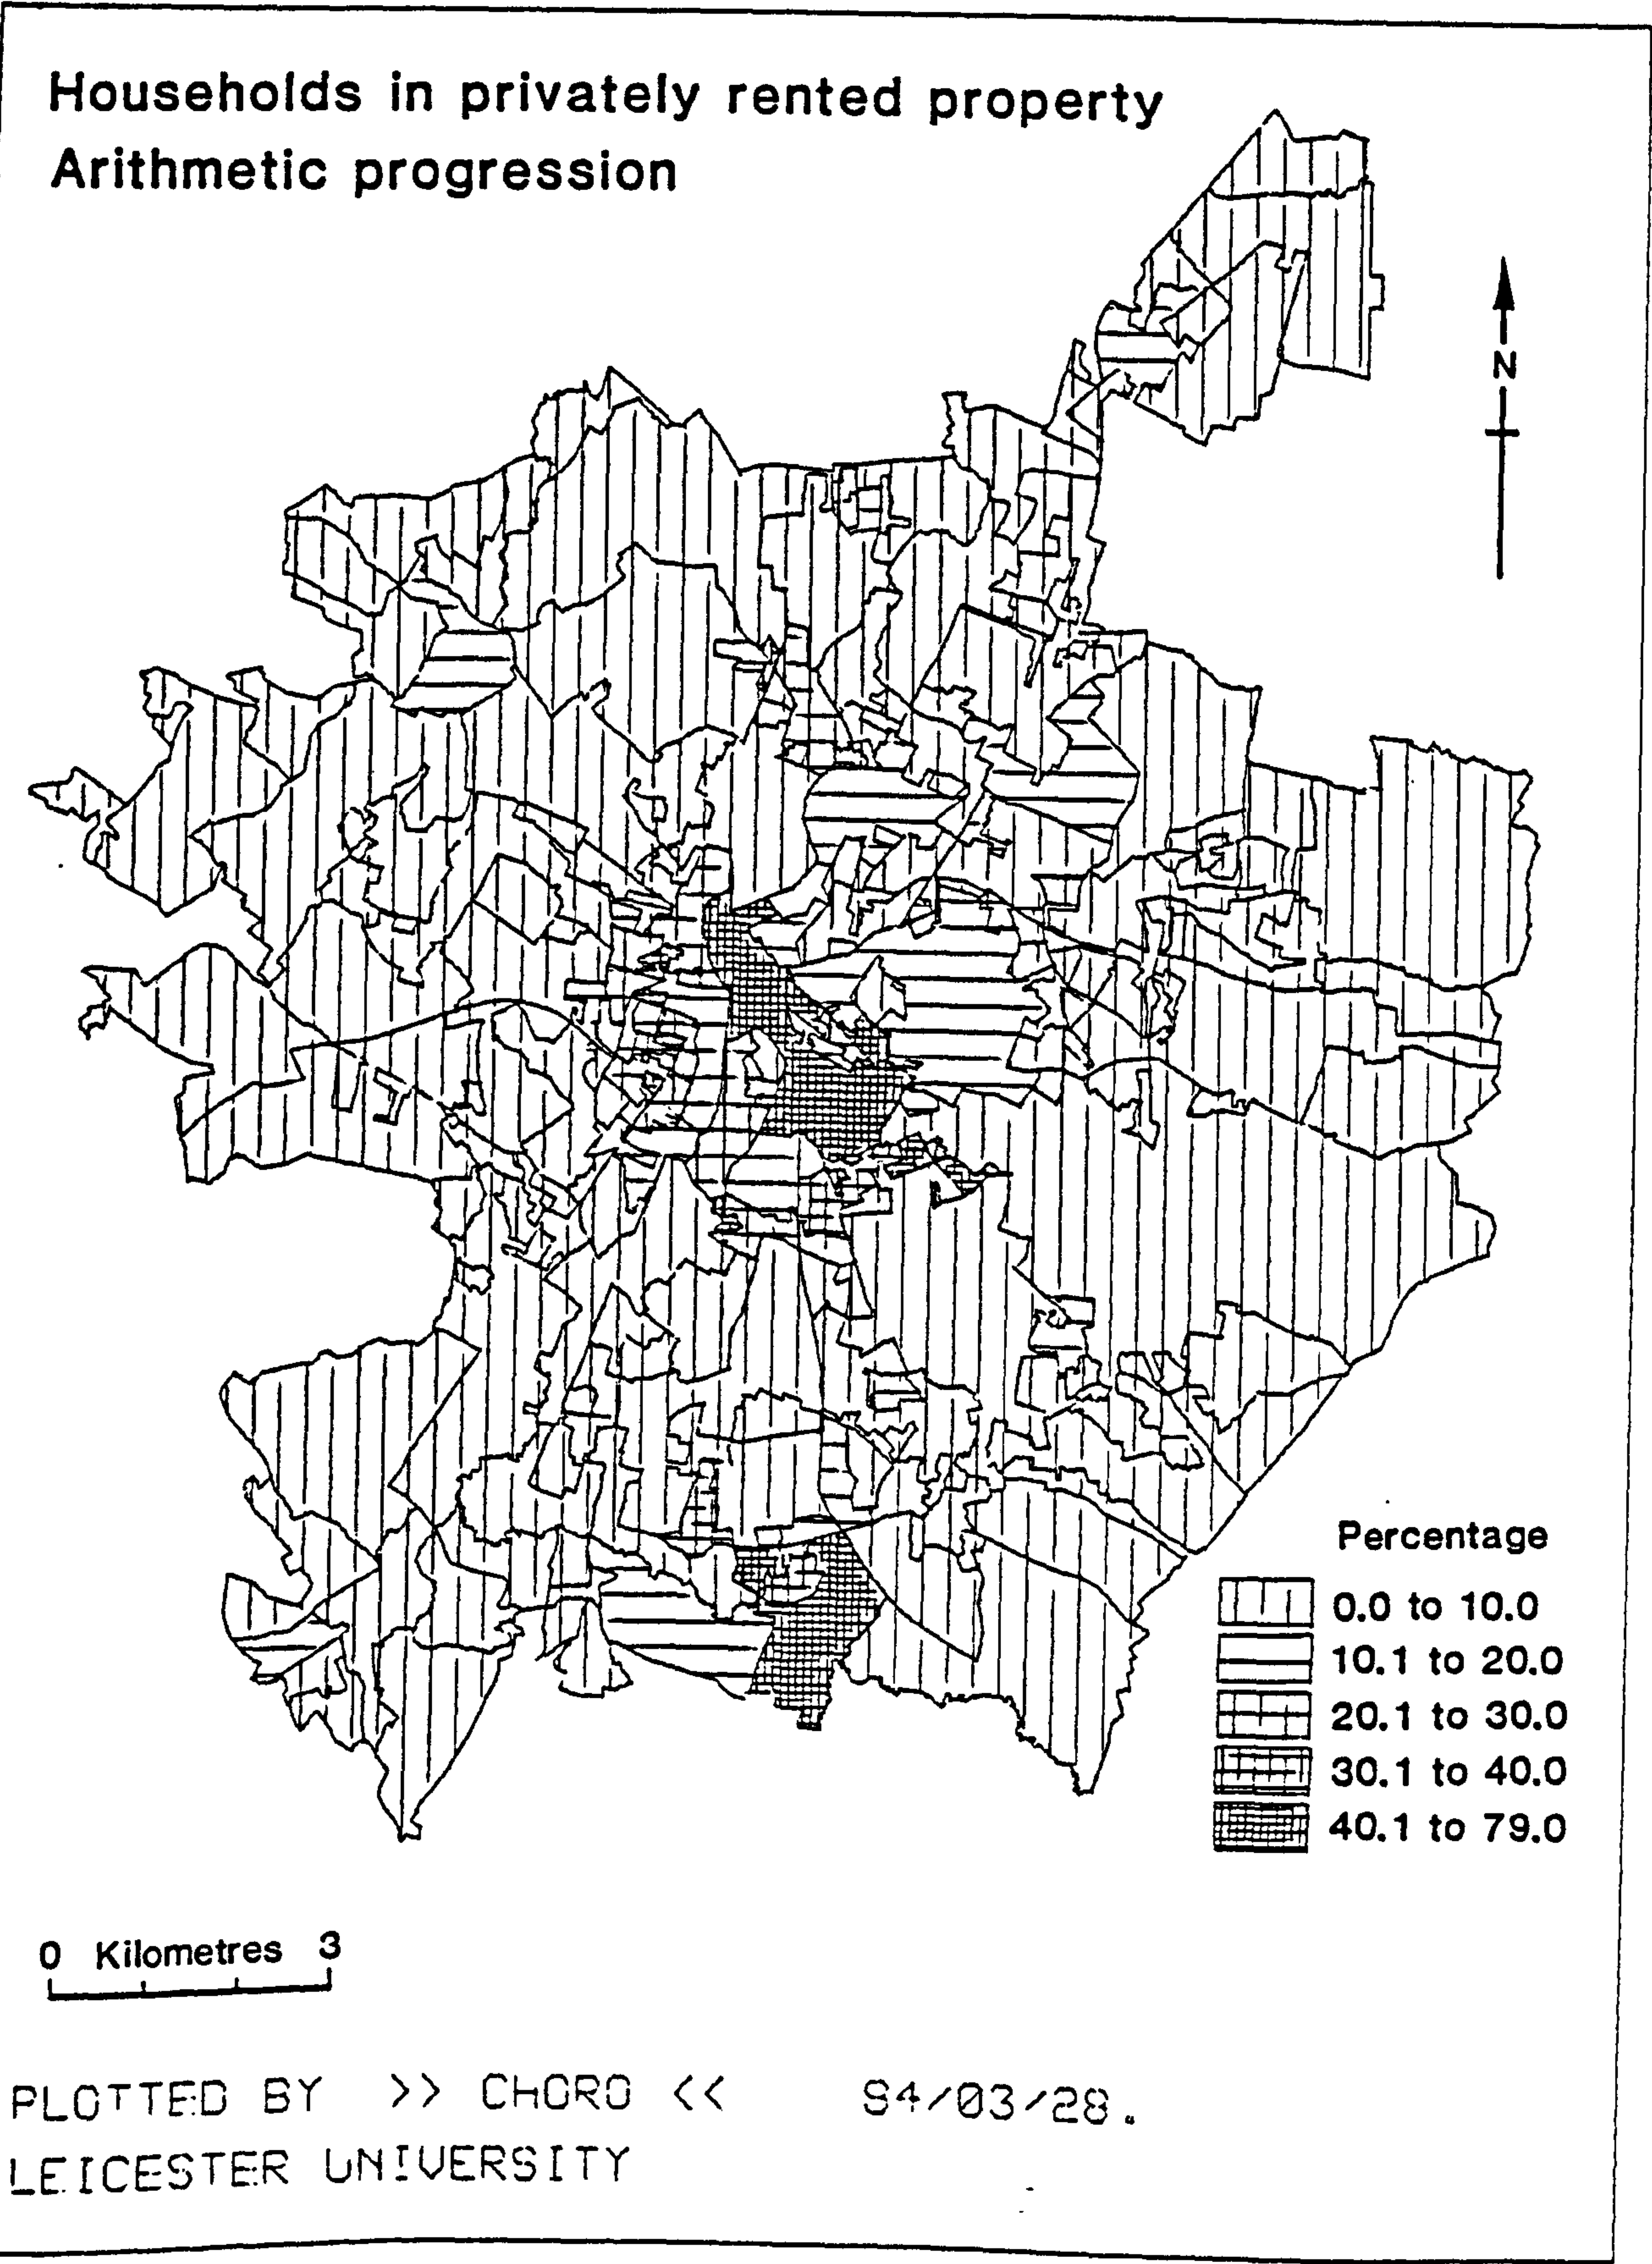 Households in privately rented property
Arithmetic progression
N
Percentage
0.0 to 10.0
10.1 to 20.0
20.1 to 30.0
30.1 to 40.0
40.1 to 79.0
0 Kilometres 3
PLOTTED BY >> CHORO << 84/03/28.
LEICESTER UNIVERSITY